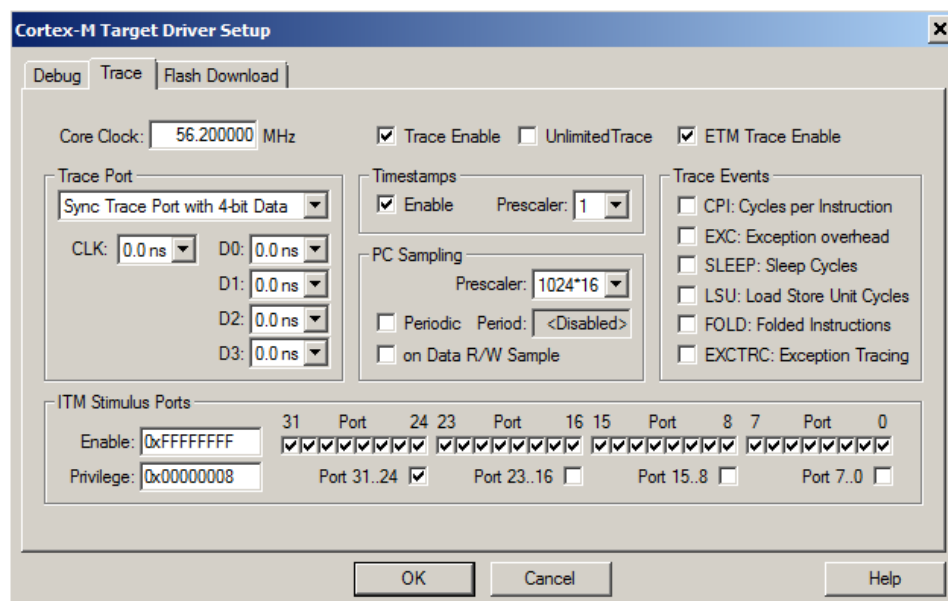 Cortex-M Target Driver Setup
Debug Trace Flash Download
Core Clock: 56.200000 MHz Trace Enable Unlimited Trace ETM Trace Enable
Trace Port Timestamps Trace Events
Sync Trace Port with 4-bit Data Enable Prescaler: 1 CPI: Cycles per Instruction
CLK: 0.0 ns D0: 0.0 ns PC Sampling EXC: Exception overhead
D1: 0.0 ns Prescaler: 1024*16 SLEEP: Sleep Cycles
D2: 0.0 ns Periodic Period: <Disabled> LSU: Load Store Unit Cycles
D3: 0.0 ns on Data R/W Sample FOLD: Folded Instructions
EXCTRC: Exception Tracing
ITM Stimulus Ports
31 Port 24 23 Port 16 15 Port 8 7 Port 0
Enable: 0xFFFFFFFF
Privilege: 0x00000008 Port 31..24 Port 23..16 Port 15..8 Port 7..0
OK Cancel Help